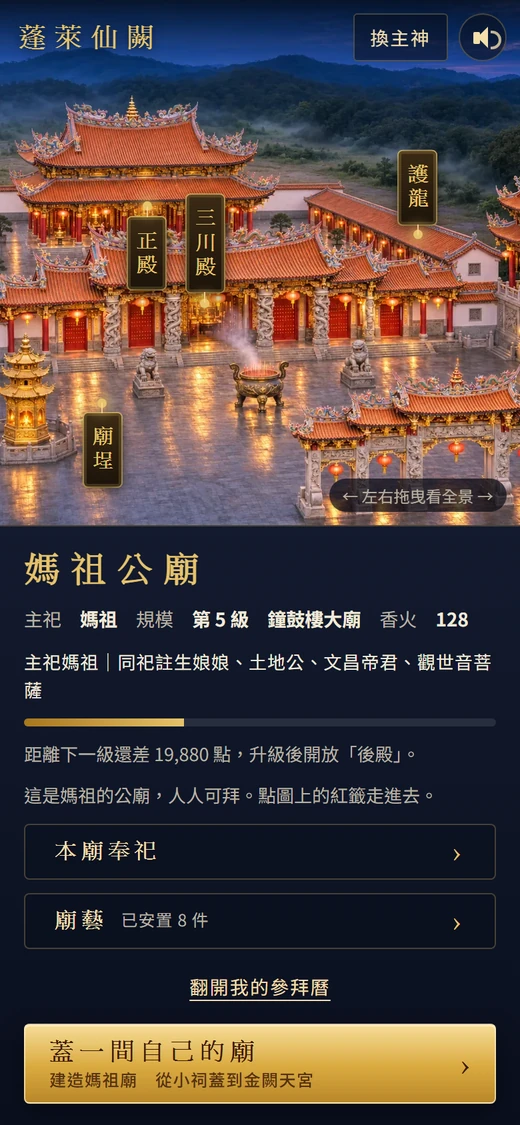 蓬萊仙闕
換主神
護龍
三川殿
正殿
廟埕
← 左右拖曳看全景 →
媽祖公廟
主祀 媽祖 規模 第 5 級 鐘鼓樓大廟 香火 128
主祀媽祖｜同祀註生娘娘、土地公、文昌帝君、觀世音菩
薩
距離下一級還差 19,880 點，升級後開放「後殿」。
這是媽祖的公廟，人人可拜。點圖上的紅籤走進去。
本廟奉祀 ›
廟藝 已安置 8 件 ›
翻開我的參拜曆
蓋一間自己的廟
建造媽祖廟 從小祠蓋到金闕天宮 ›